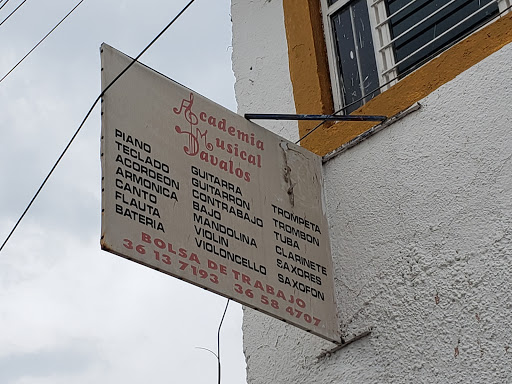 Academia
Musical
Davalos
PIANO
TECLADO
ACORDEON
ARMONICA
CANTO
FLAUTA
BATERIA
GUITARRA
GUITARRON
CONTRABAJO
BAJO
MANDOLINA
VIOLIN
VIOLONCELLO
TROMPETA
TROMBON
TUBA
CLARINETE
SAXORES
SAXOFON
BOLSA DE TRABAJO
36 13 7193 36 58 4707